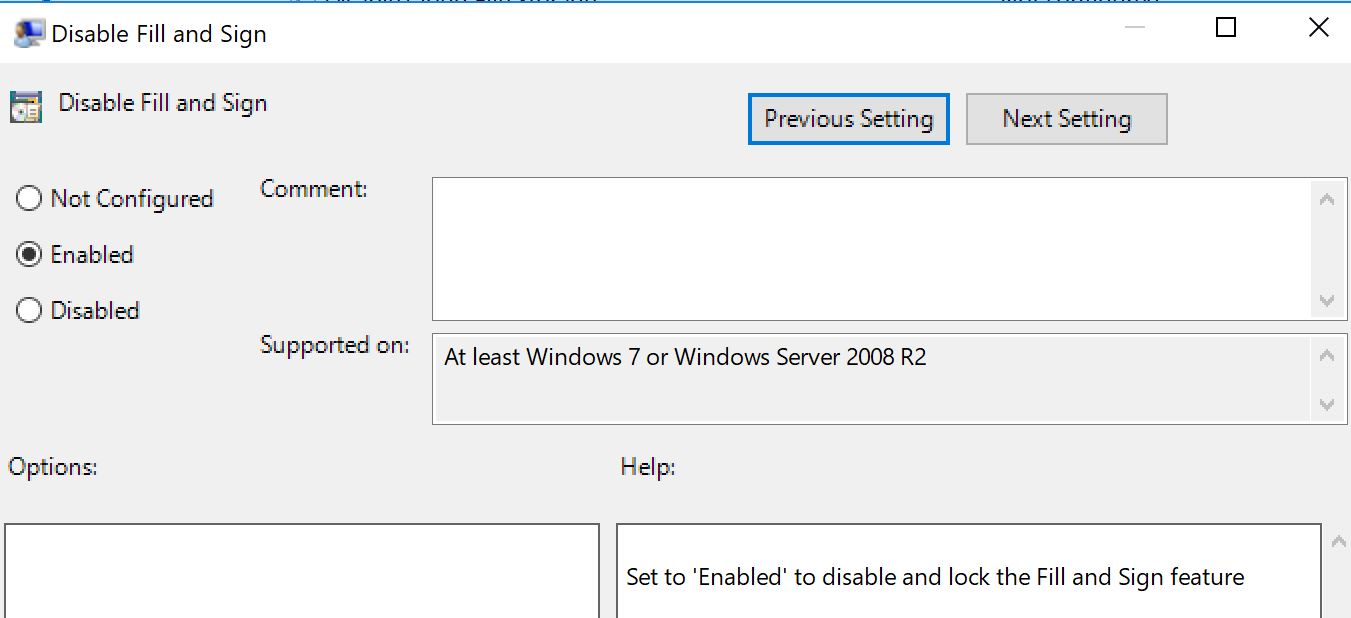 Disable Fill and Sign
Disable Fill and Sign
Previous Setting
Next Setting
Not Configured
Enabled
Disabled
Comment:
Supported on:
At least Windows 7 or Windows Server 2008 R2
Options:
Help:
Set to 'Enabled' to disable and lock the Fill and Sign feature